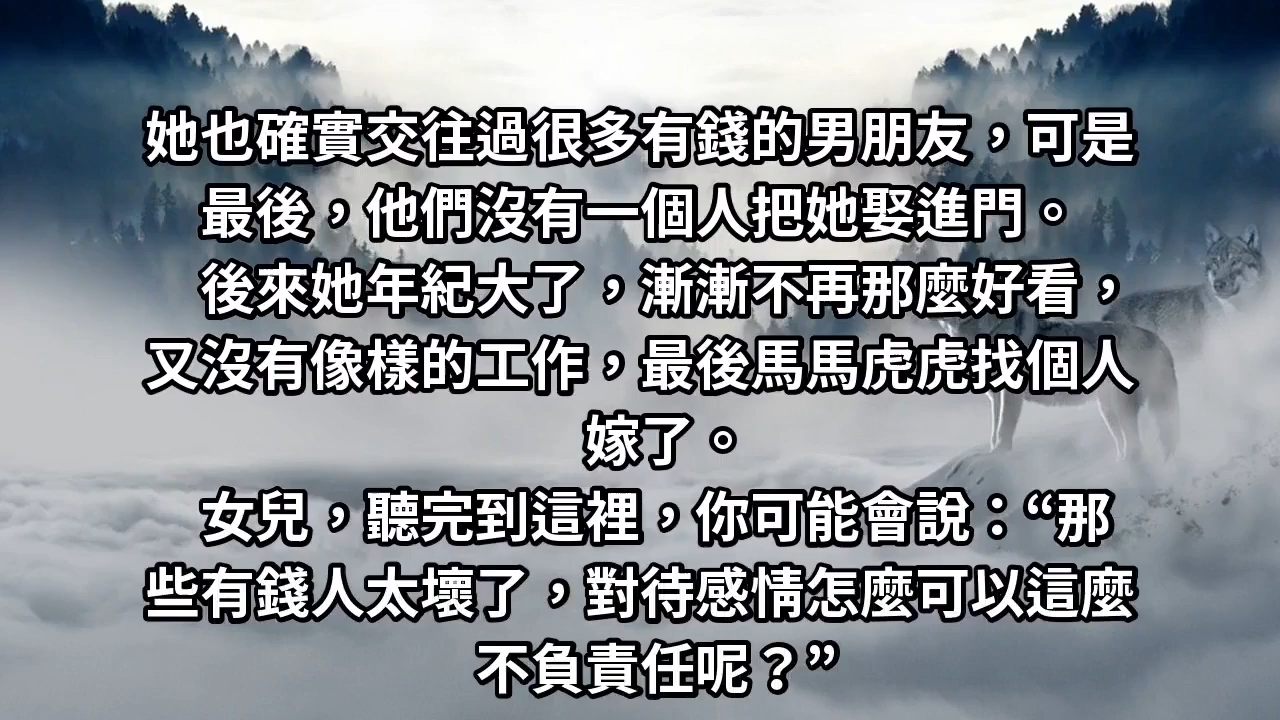 她也確實交往過很多有錢的男朋友，可是
最後，他們沒有一個人把她娶進門。
後來她年紀大了，漸漸不再那麼好看，
又沒有像樣的工作，最後馬馬虎虎找個人
嫁了。
女兒，聽完到這裡，你可能會說：“那
些有錢人太壞了，對待感情怎麼可以這麼
不負責任呢？”